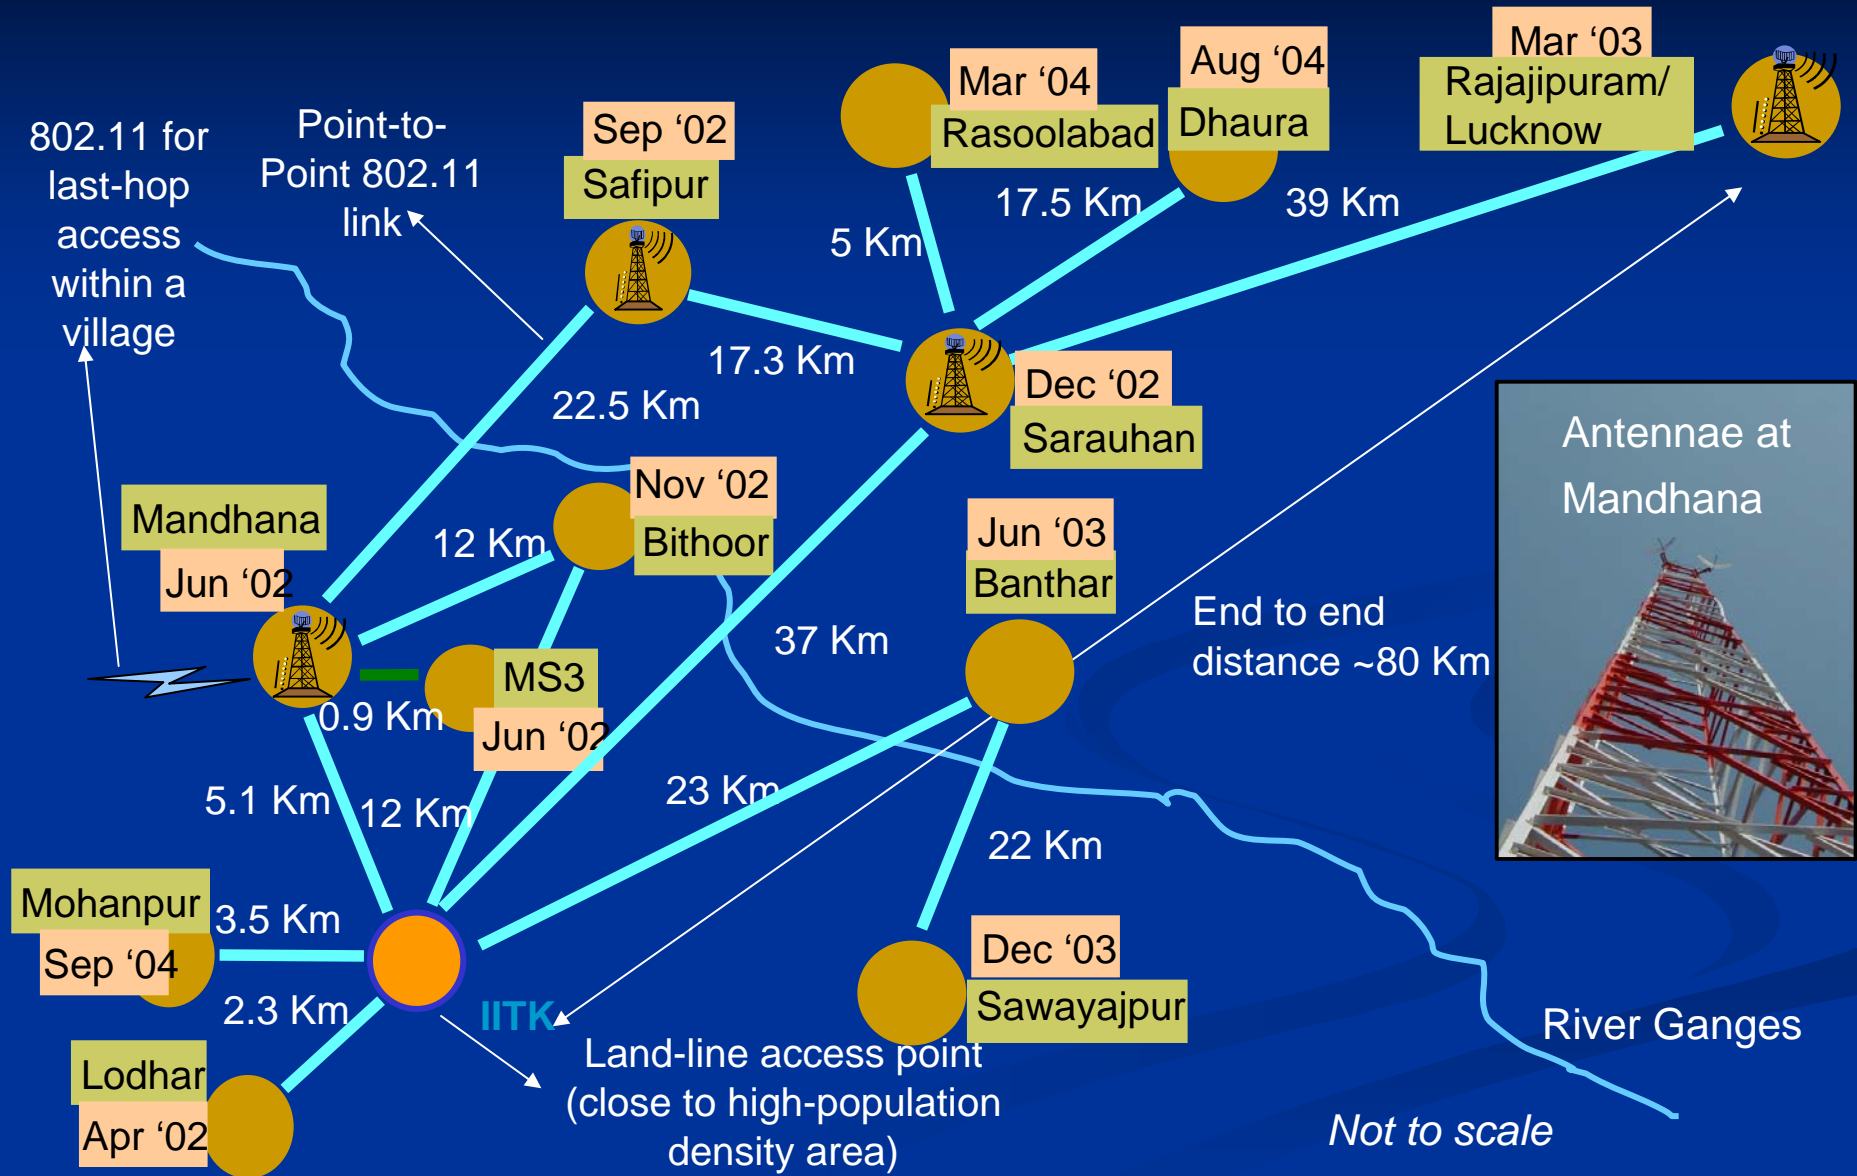 802.11 for
last-hop
access
within a
village
Point-to-
Point 802.11
link
Sep ‘02
Safipur
Mar ‘04
Rasoolabad
Aug ‘04
Dhaura
Mar ‘03
Rajajipuram/
Lucknow
5 Km
17.5 Km
39 Km
17.3 Km
22.5 Km
Dec ‘02
Sarauhan
Antennae at
Mandhana
Mandhana
Jun ‘02
12 Km
Nov ‘02
Bithoor
Jun ‘03
Banthar
37 Km
End to end
distance ~80 Km
MS3
Jun ‘02
0.9 Km
5.1 Km
12 Km
23 Km
22 Km
Mohanpur
Sep ‘04
3.5 Km
2.3 Km
IITK
Dec ‘03
Sawayajpur
Lodhar
Apr ‘02
Land-line access point
(close to high-population
density area)
River Ganges
Not to scale